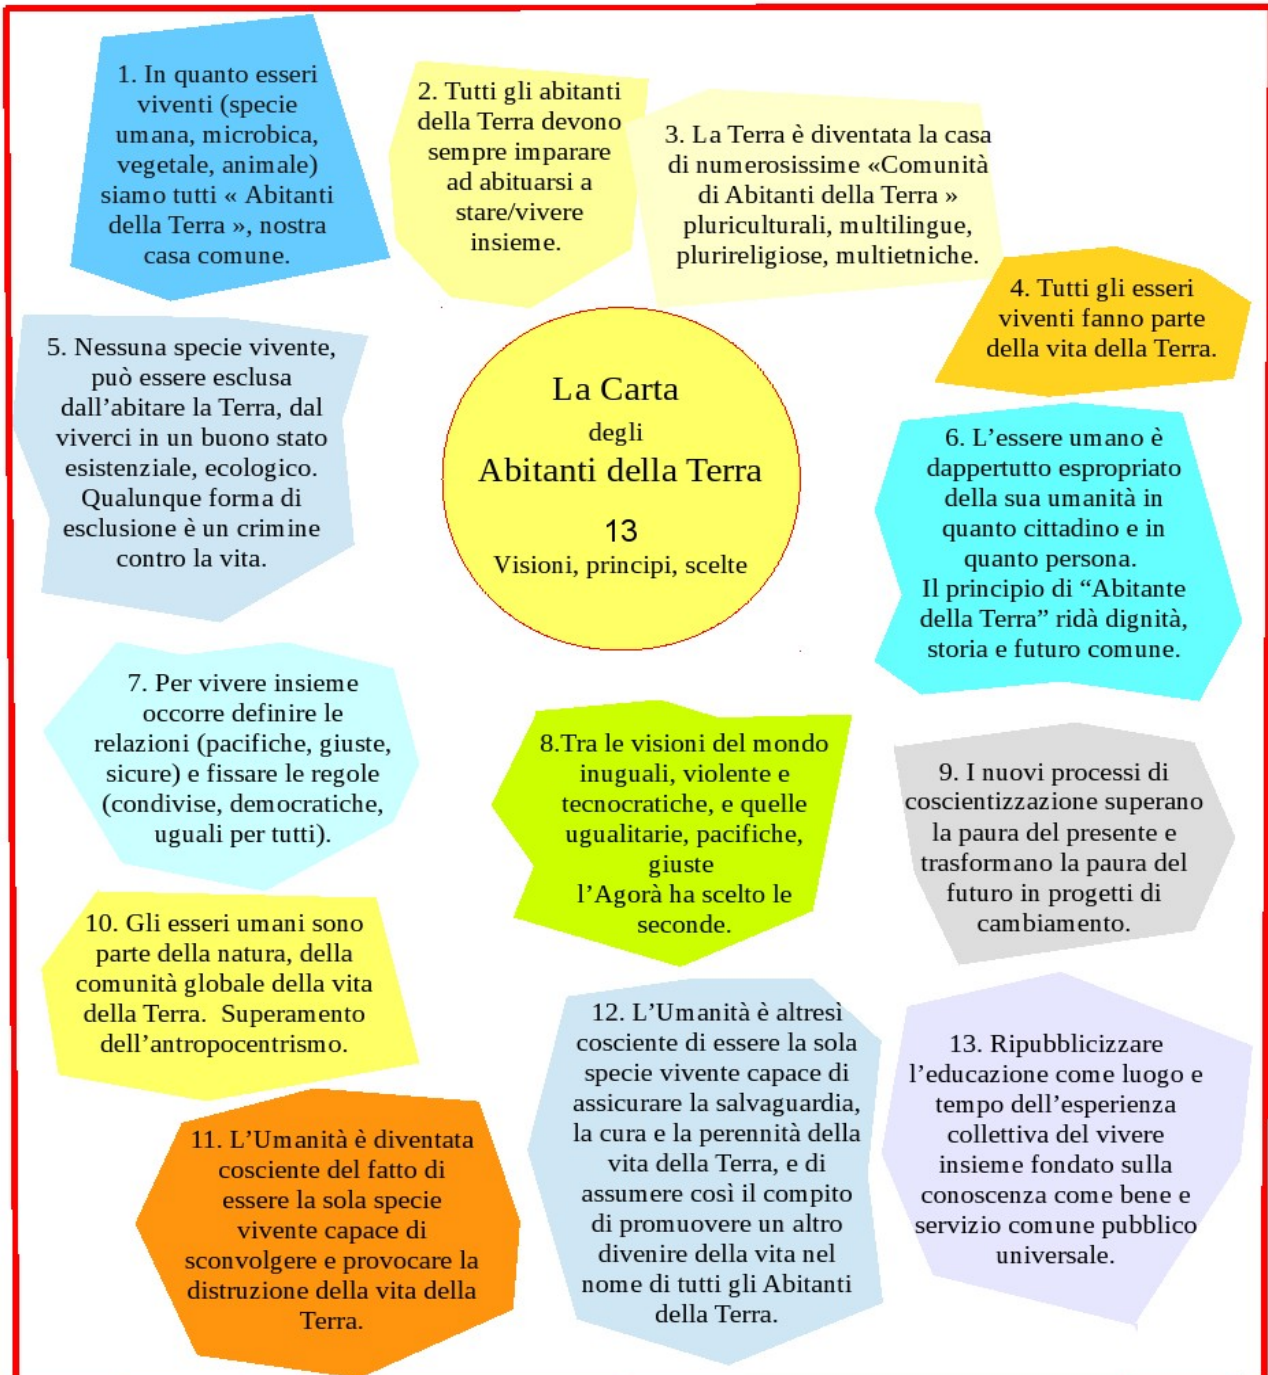 1. In quanto esseri
viventi (specie
umana, microbica,
vegetale, animale)
siamo tutti « Abitanti
della Terra », nostra
casa comune.
2. Tutti gli abitanti
della Terra devono
sempre imparare
ad abituarsi a
stare/vivere
insieme.
3. La Terra è diventata la casa
di numerosissime «Comunità
di Abitanti della Terra »
pluriculturali, multilingue,
plurireligiose, multietniche.
4. Tutti gli esseri
viventi fanno parte
della vita della Terra.
5. Nessuna specie vivente,
può essere esclusa
dall’abitare la Terra, dal
viverci in un buono stato
esistenziale, ecologico.
Qualunque forma di
esclusione è un crimine
contro la vita.
La Carta
degli
Abitanti della Terra
13
Visioni, principi, scelte
6. L’essere umano è
dappertutto espropriato
della sua umanità in
quanto cittadino e in
quanto persona.
Il principio di “Abitante
della Terra” ridà dignità,
storia e futuro comune.
7. Per vivere insieme
occorre definire le
relazioni (pacifiche, giuste,
sicure) e fissare le regole
(condivise, democratiche,
uguali per tutti).
8.Tra le visioni del mondo
inuguali, violente e
tecnocratiche, e quelle
ugualitarie, pacifiche,
giuste
l’Agorà ha scelto le
seconde.
9. I nuovi processi di
coscientizzazione superano
la paura del presente e
trasformano la paura del
futuro in progetti di
cambiamento.
10. Gli esseri umani sono
parte della natura, della
comunità globale della vita
della Terra. Superamento
dell’antropocentrismo.
11. L’Umanità è diventata
cosciente del fatto di
essere la sola specie
vivente capace di
sconvolgere e provocare la
distruzione della vita della
Terra.
12. L’Umanità è altresì
cosciente di essere la sola
specie vivente capace di
assicurare la salvaguardia,
la cura e la perennità della
vita della Terra, e di
assumere così il compito
di promuovere un altro
divenire della vita nel
nome di tutti gli Abitanti
della Terra.
13. Ripubblicizzare
l’educazione come luogo e
tempo dell’esperienza
collettiva del vivere
insieme fondato sulla
conoscenza come bene e
servizio comune pubblico
universale.